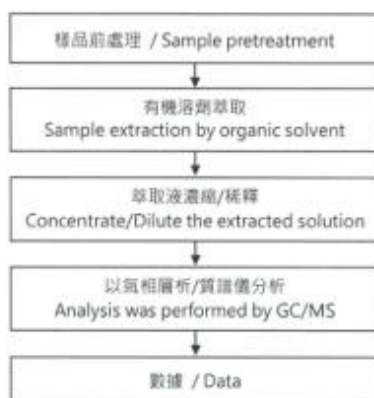 樣品前處理 / Sample pretreatment
有機溶劑萃取
Sample extraction by organic solvent
萃取液濃縮/稀釋
Concentrate/Dilute the extracted solution
以氣相層析/質譜儀分析
Analysis was performed by GC/MS
數據 / Data